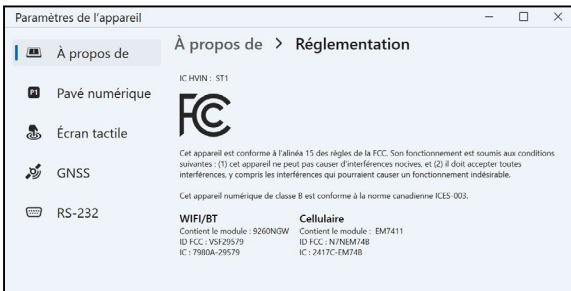 Paramètres de l'appareil
À propos de > Réglementation
À propos de
P1 Pavé numérique
Écran tactile
GNSS
RS-232
IC HVIN : ST1
FC
Cet appareil est conforme à l'alinéa 15 des règles de la FCC. Son fonctionnement est soumis aux conditions
suivantes : (1) cet appareil ne peut pas causer d'interférences nocives, et (2) il doit accepter toutes
interférences, y compris les interférences qui pourraient causer un fonctionnement indésirable.
Cet appareil numérique de classe B est conforme à la norme canadienne ICES-003.
WIFI/BT
Contient le module : 9260NGW
ID FCC : VSF29579
IC : 7980A-29579
Cellulaire
Contient le module : EM7411
ID FCC : N7NEM74B
IC : 2417C-EM74B